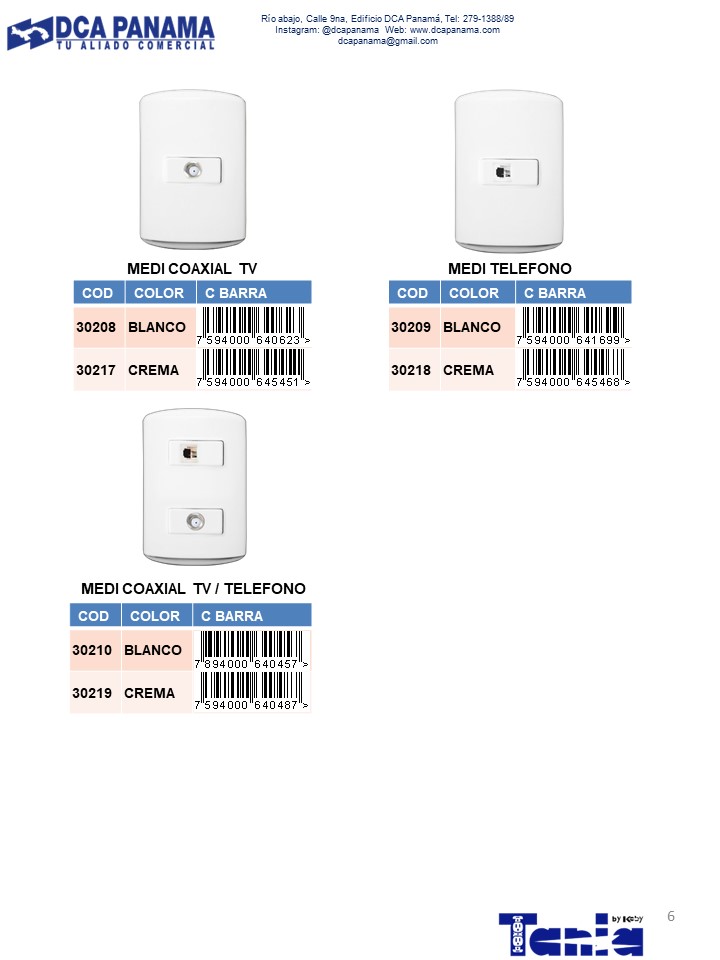 DCA PANAMA
TU ALIADO COMERCIAL
Río abajo, Calle 9na, Edificio DCA Panamá, Tel: 279-1388/89
Instagram: @dcapanama Web: www.dcapanama.com
dcapanama@gmail.com
MEDI COAXIAL TV
COD COLOR C BARRA
30208 BLANCO 7 594000 640623 >
30217 CREMA 7 594000 645451 >
MEDI TELEFONO
COD COLOR C BARRA
30209 BLANCO 7 594000 641699 >
30218 CREMA 7 594000 645468 >
MEDI COAXIAL TV / TELEFONO
COD COLOR C BARRA
30210 BLANCO 7 894000 640457 >
30219 CREMA 7 594000 640487 >
by Keby
Tania
6